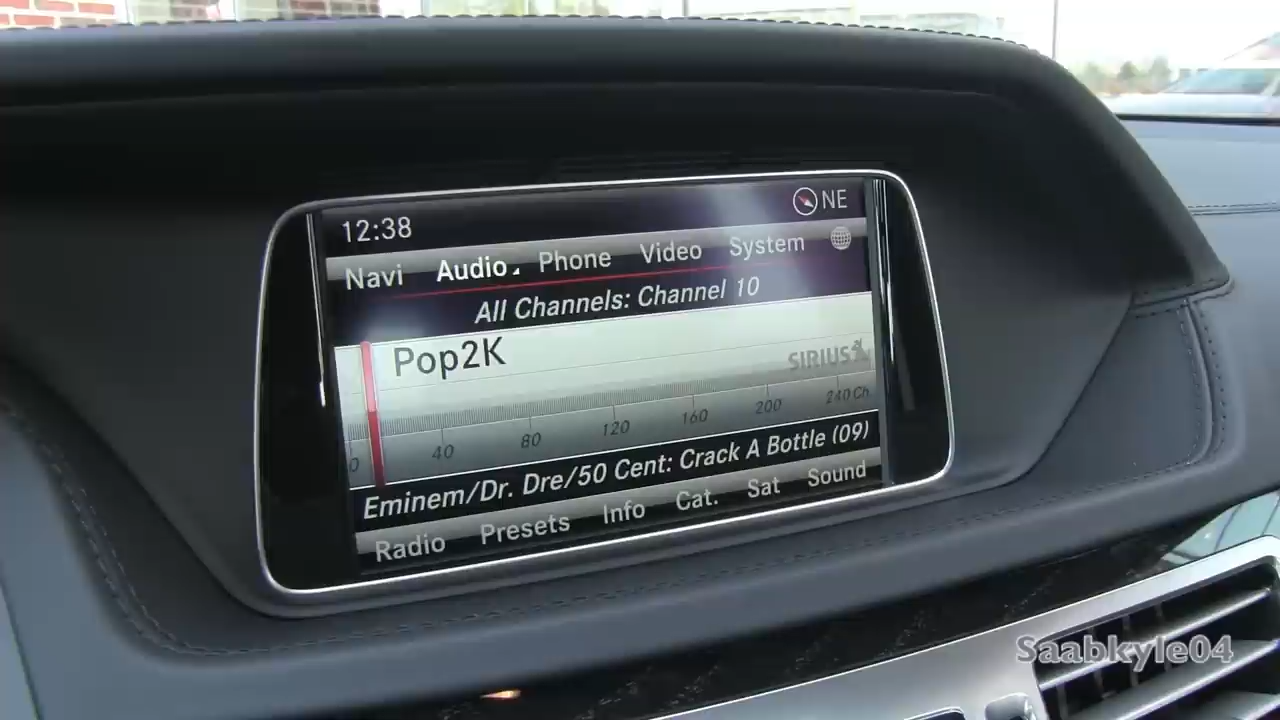 12:38 NE
Navi Audio Phone Video System
All Channels: Channel 10
Pop2K
SIRIUS
0 40 80 120 160 200 240 Ch
Eminem/Dr. Dre/50 Cent: Crack A Bottle (09)
Radio Presets Info Cat. Sat Sound
Saabkyle04